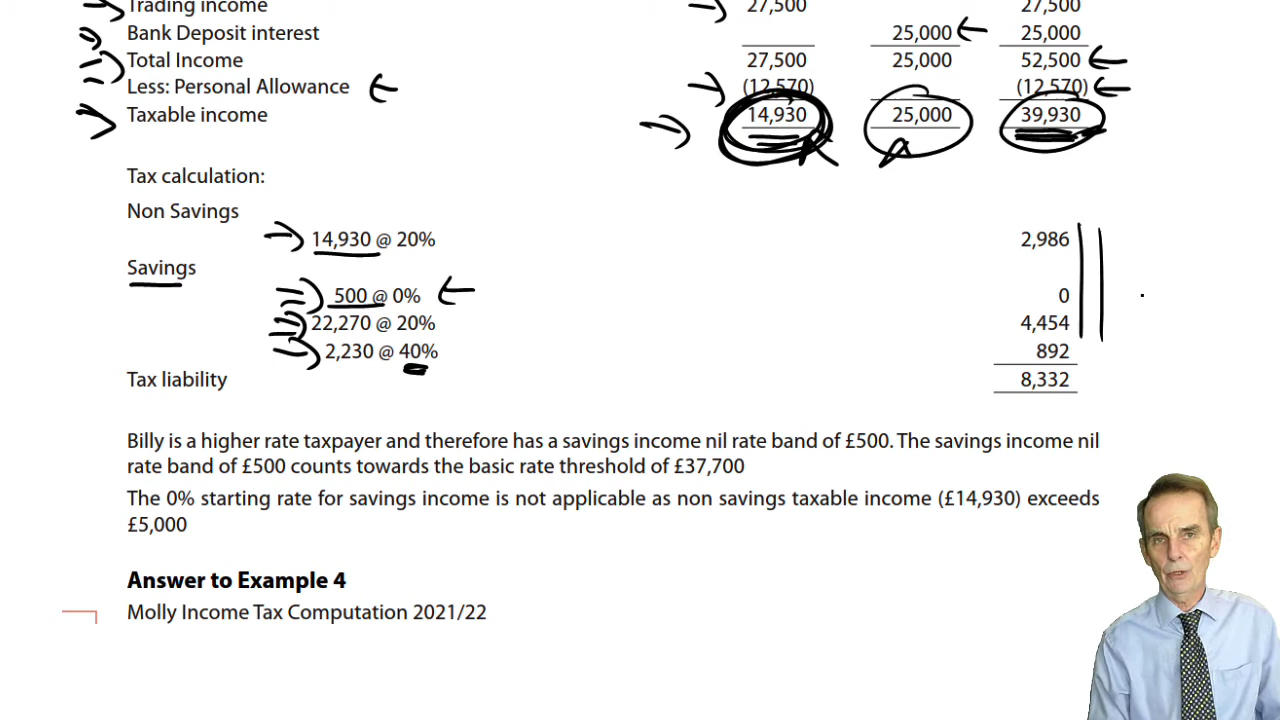 Trading income 27,500 27,500
Bank Deposit interest 25,000 25,000
Total Income 27,500 25,000 52,500
Less: Personal Allowance (12,570) (12,570)
Taxable income 14,930 25,000 39,930
Tax calculation:
Non Savings
14,930 @ 20% 2,986
Savings
500 @ 0% 0
22,270 @ 20% 4,454
2,230 @ 40% 892
Tax liability 8,332
Billy is a higher rate taxpayer and therefore has a savings income nil rate band of £500. The savings income nil
rate band of £500 counts towards the basic rate threshold of £37,700
The 0% starting rate for savings income is not applicable as non savings taxable income (£14,930) exceeds
£5,000
Answer to Example 4
Molly Income Tax Computation 2021/22